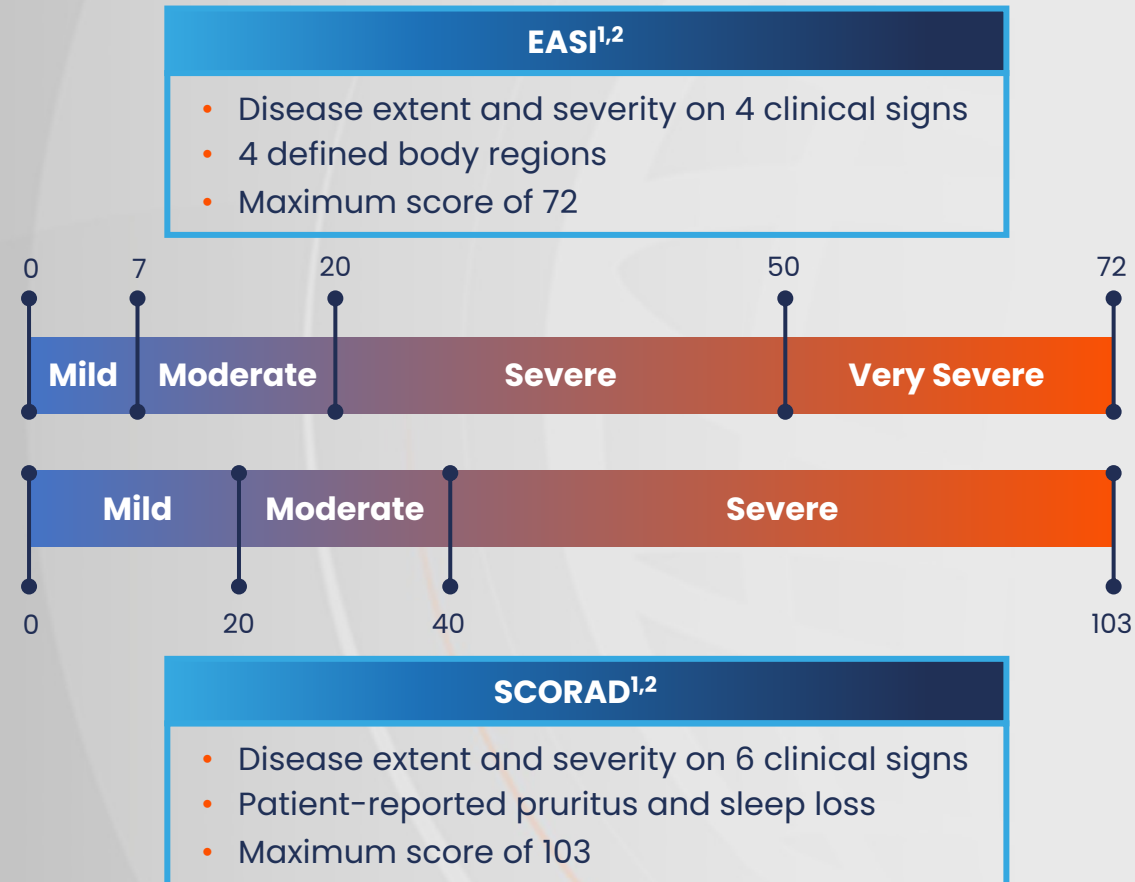 EASI1,2
• Disease extent and severity on 4 clinical signs
• 4 defined body regions
• Maximum score of 72
0 7 20 50 72
Mild Moderate Severe Very Severe
Mild Moderate Severe
0 20 40 103
SCORAD1,2
• Disease extent and severity on 6 clinical signs
• Patient-reported pruritus and sleep loss
• Maximum score of 103